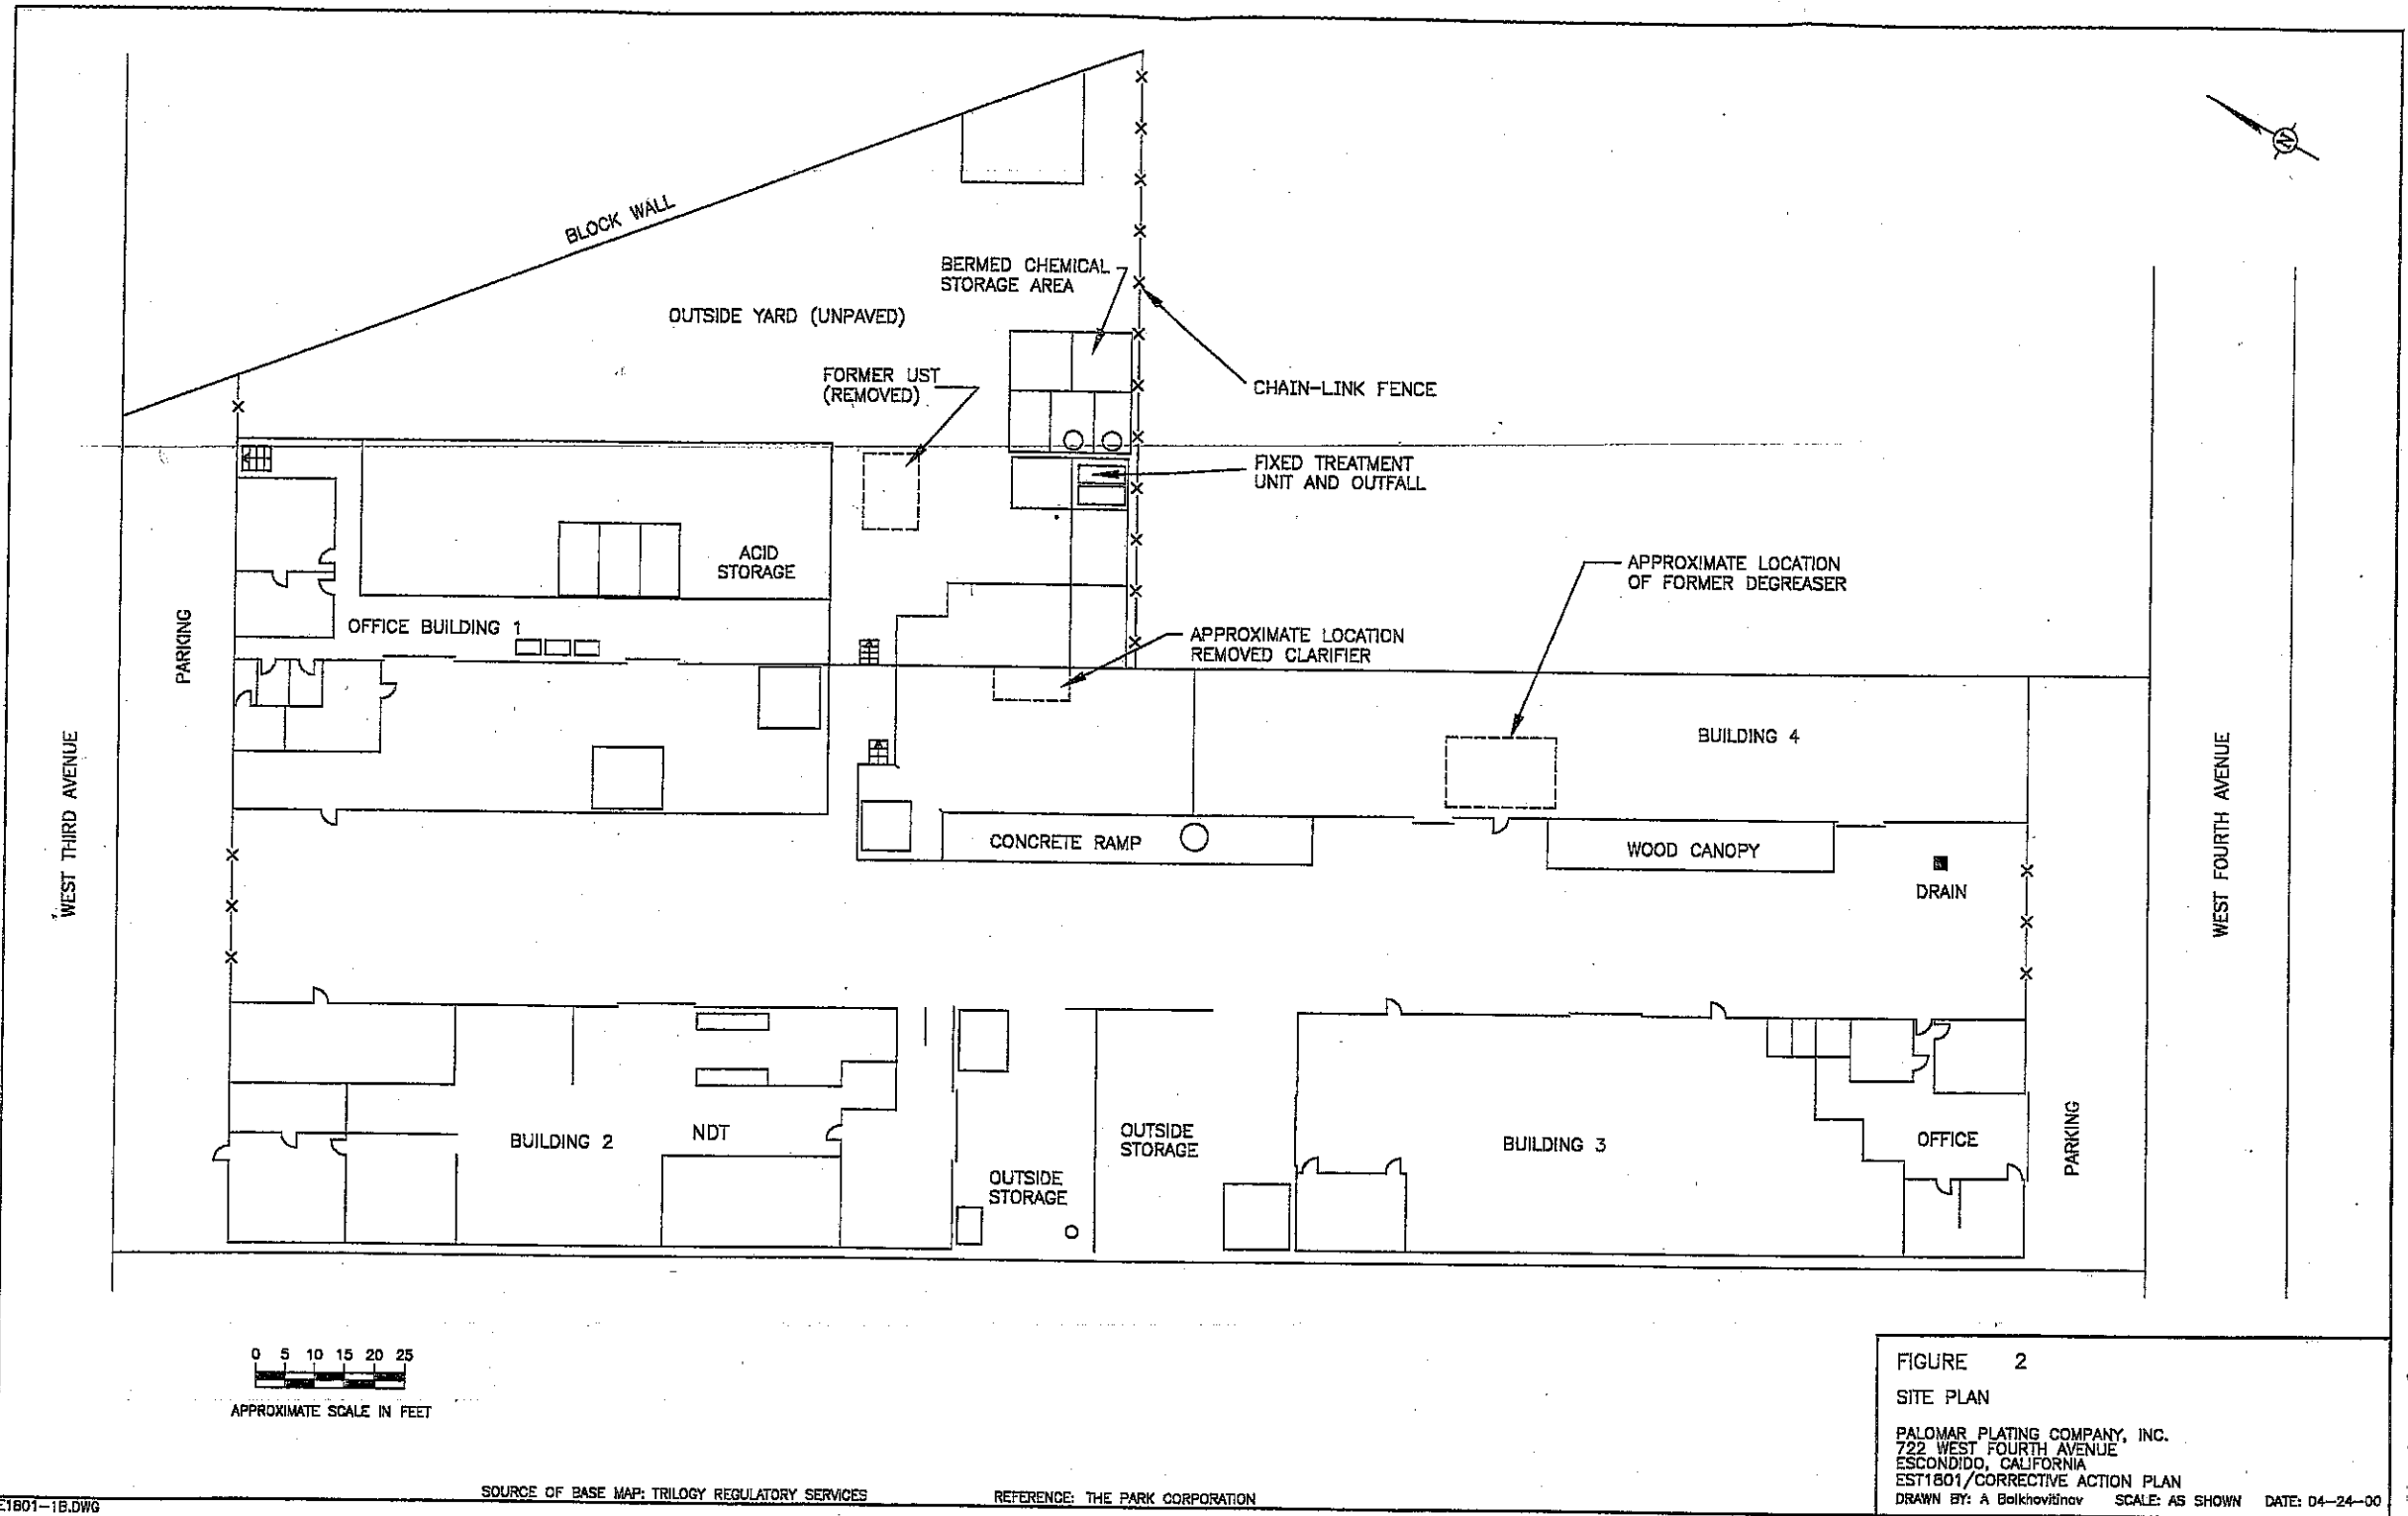 BLOCK WALL
BERMED CHEMICAL
STORAGE AREA
OUTSIDE YARD (UNPAVED)
FORMER UST
(REMOVED)
CHAIN-LINK FENCE
FIXED TREATMENT
UNIT AND OUTFALL
ACID
STORAGE
APPROXIMATE LOCATION
OF FORMER DEGREASER
OFFICE BUILDING 1
APPROXIMATE LOCATION
REMOVED CLARIFIER
PARKING
WEST THIRD AVENUE
BUILDING 4
CONCRETE RAMP
WOOD CANOPY
DRAIN
WEST FOURTH AVENUE
N
BUILDING 2
NDT
OUTSIDE
STORAGE
OUTSIDE
STORAGE
BUILDING 3
OFFICE
PARKING
0 5 10 15 20 25
APPROXIMATE SCALE IN FEET
FIGURE 2
SITE PLAN
PALOMAR PLATING COMPANY, INC.
722 WEST FOURTH AVENUE
ESCONDIDO, CALIFORNIA
EST1801/CORRECTIVE ACTION PLAN
DRAWN BY: A Bolkhovitinov SCALE: AS SHOWN DATE: 04-24-00
SOURCE OF BASE MAP: TRILOGY REGULATORY SERVICES REFERENCE: THE PARK CORPORATION
E1801-1B.DWG